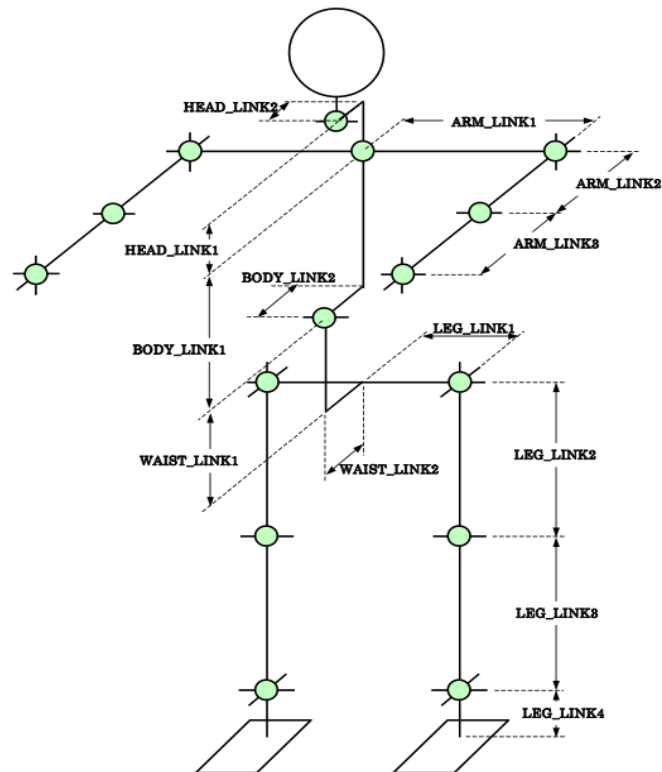 HEAD_LINK2
ARM_LINK1
ARM_LINK2
HEAD_LINK1
ARM_LINK3
BODY_LINK2
LEG_LINK1
BODY_LINK1
WAIST_LINK1
WAIST_LINK2
LEG_LINK2
LEG_LINK3
LEG_LINK4